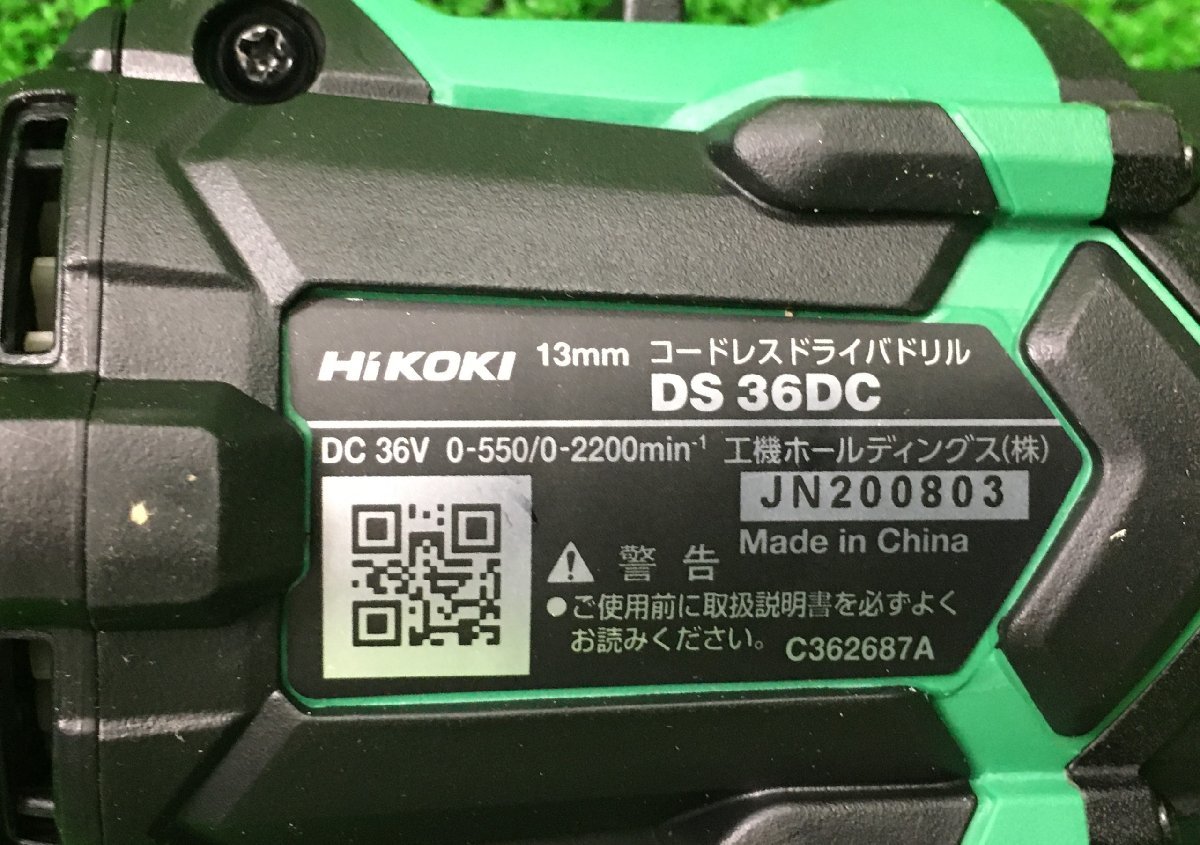 HiKOKI 13mm コードレスドライバドリル
DS 36DC
DC 36V 0-550/0-2200min⁻¹ 工機ホールディングス(株)
JN200803
Made in China
警告
●ご使用前に取扱説明書を必ずよく
お読みください。
C362687A